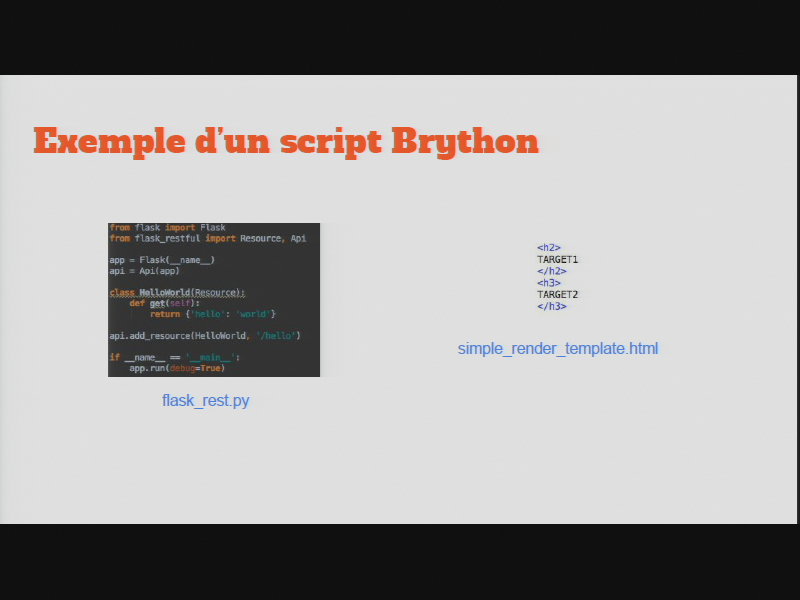 Exemple d'un script Brython
from flask import Flask
from flask_restful import Resource, Api
app = Flask(__name__)
api = Api(app)
class HelloWorld(Resource):
def get(self):
return {'hello': 'world'}
api.add_resource(HelloWorld, '/hello')
if __name__ == '__main__':
app.run(debug=True)
flask_rest.py
<h2>
TARGET1
</h2>
<h3>
TARGET2
</h3>
simple_render_template.html